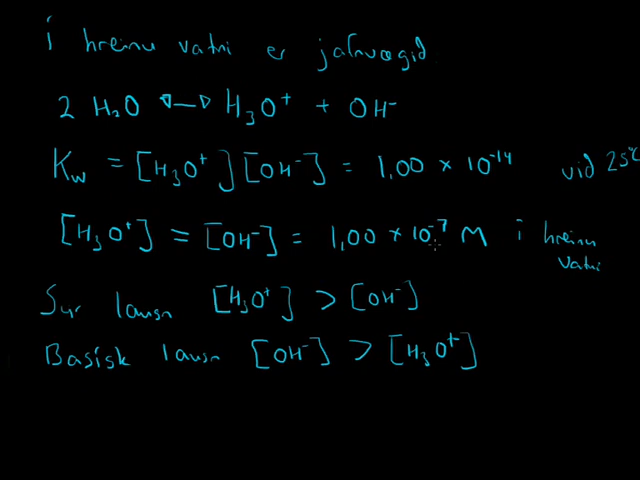 í hreinu vatni er jafnvægið
2 H₂O ⟷ H₃O⁺ + OH⁻
Kw = [H₃O⁺][OH⁻] = 1,00 × 10⁻¹⁴ við 25°C
[H₃O⁺] = [OH⁻] = 1,00 × 10⁻⁷ M í hreinu
vatni
Súr lausn [H₃O⁺] > [OH⁻]
Basísk lausn [OH⁻] > [H₃O⁺]